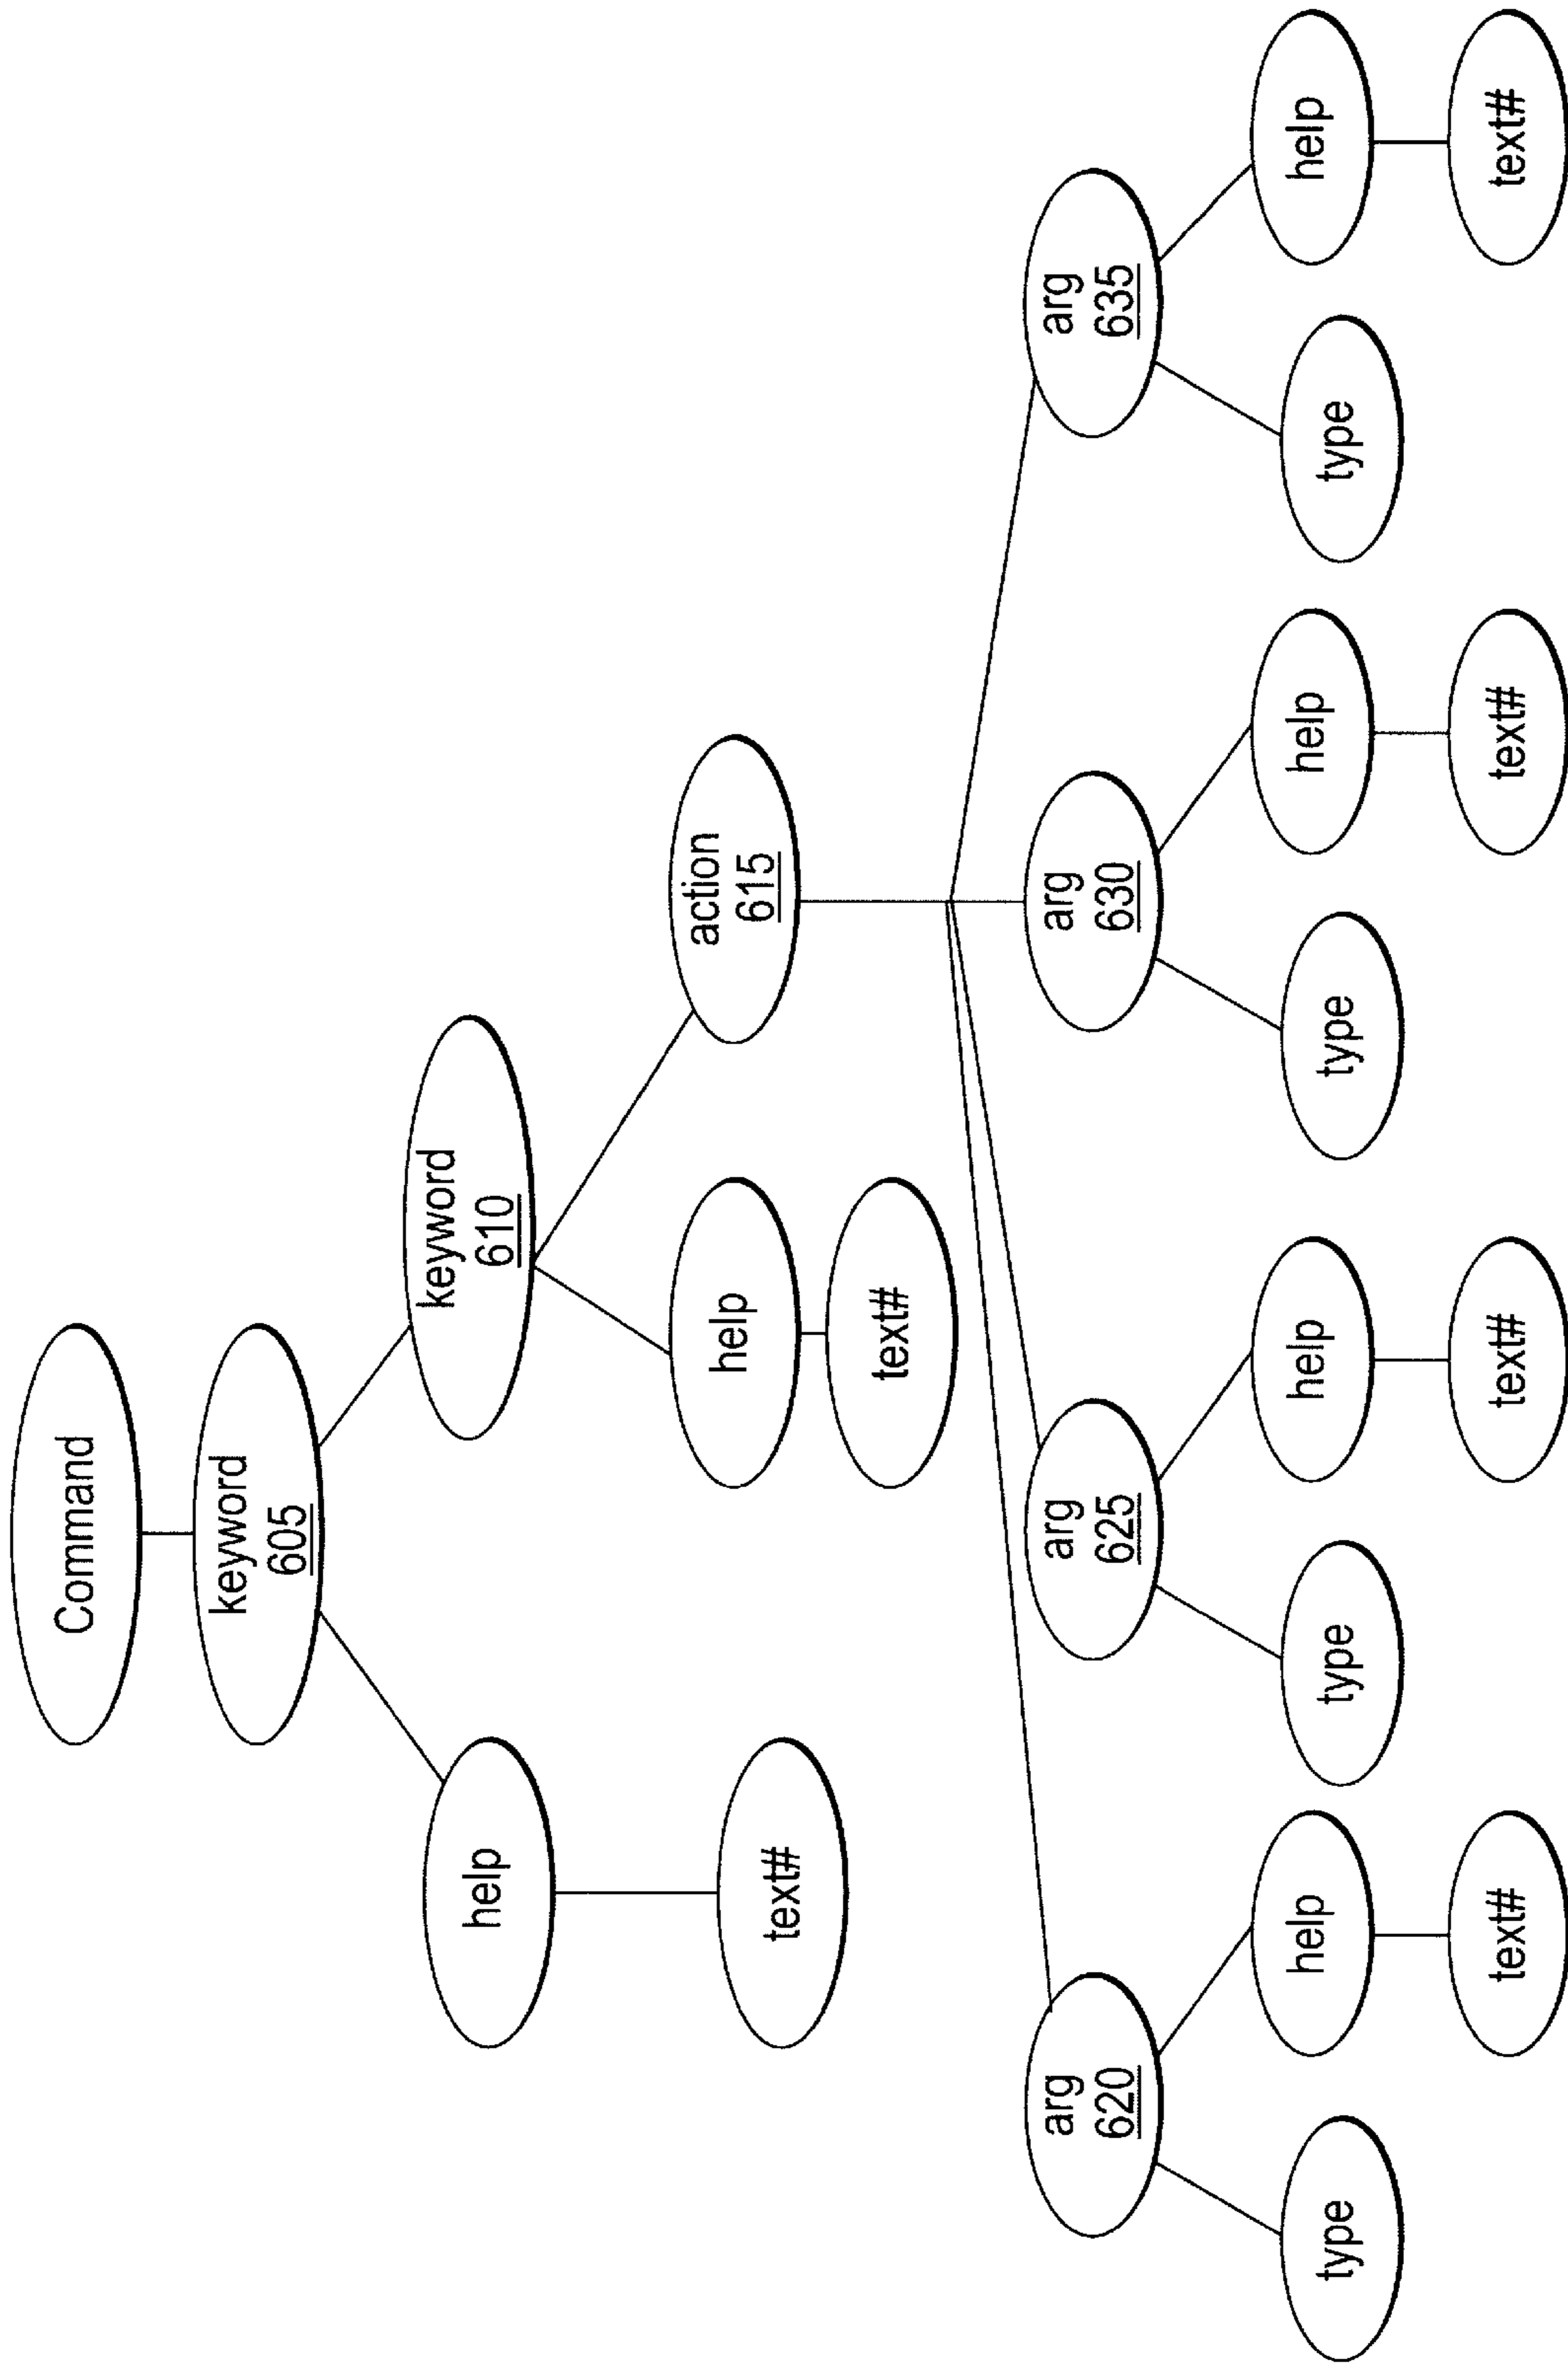 Command
keyword
605
help
text#
keyword
610
help
text#
action
615
arg
620
type
help
text#
arg
625
type
help
text#
arg
630
type
help
text#
arg
635
type
help
text#